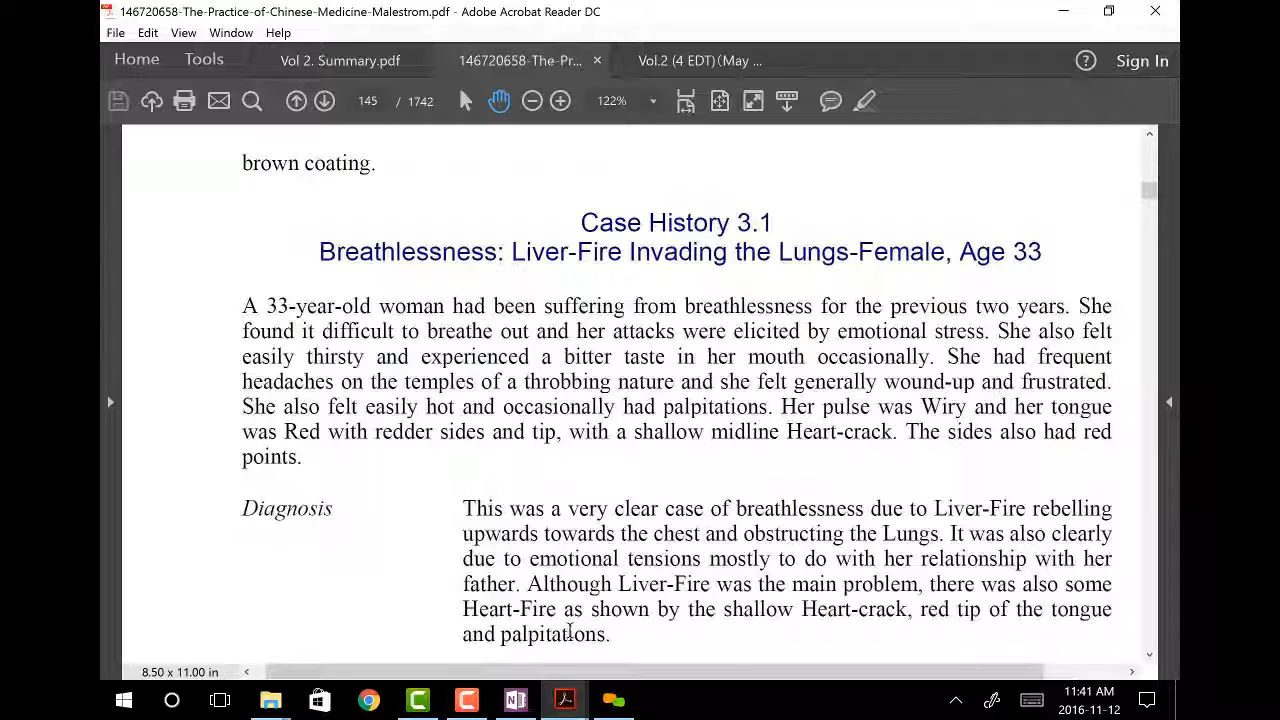 146720658-The-Practice-of-Chinese-Medicine-Malestrom.pdf - Adobe Acrobat Reader DC
File Edit View Window Help
Home Tools Vol 2. Summary.pdf 146720658-The-Pr... × Vol.2 (4 EDT)(May ... Sign In
145 / 1742 122%
brown coating.
Case History 3.1
Breathlessness: Liver-Fire Invading the Lungs-Female, Age 33
A 33-year-old woman had been suffering from breathlessness for the previous two years. She
found it difficult to breathe out and her attacks were elicited by emotional stress. She also felt
easily thirsty and experienced a bitter taste in her mouth occasionally. She had frequent
headaches on the temples of a throbbing nature and she felt generally wound-up and frustrated.
She also felt easily hot and occasionally had palpitations. Her pulse was Wiry and her tongue
was Red with redder sides and tip, with a shallow midline Heart-crack. The sides also had red
points.
Diagnosis This was a very clear case of breathlessness due to Liver-Fire rebelling
upwards towards the chest and obstructing the Lungs. It was also clearly
due to emotional tensions mostly to do with her relationship with her
father. Although Liver-Fire was the main problem, there was also some
Heart-Fire as shown by the shallow Heart-crack, red tip of the tongue
and palpitations.
8.50 x 11.00 in
11:41 AM
2016-11-12